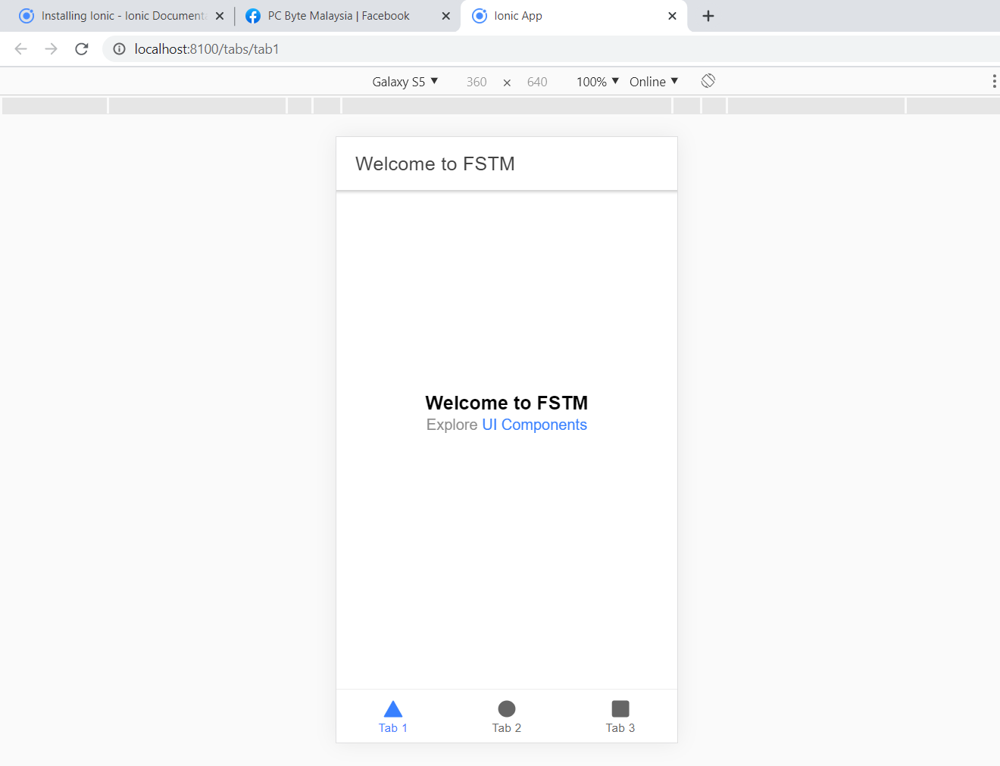 Installing Ionic - Ionic Documenta
PC Byte Malaysia | Facebook
Ionic App
localhost:8100/tabs/tab1
Galaxy S5 ▼ 360 × 640 100% ▼ Online ▼
Welcome to FSTM
Welcome to FSTM
Explore UI Components
Tab 1
Tab 2
Tab 3